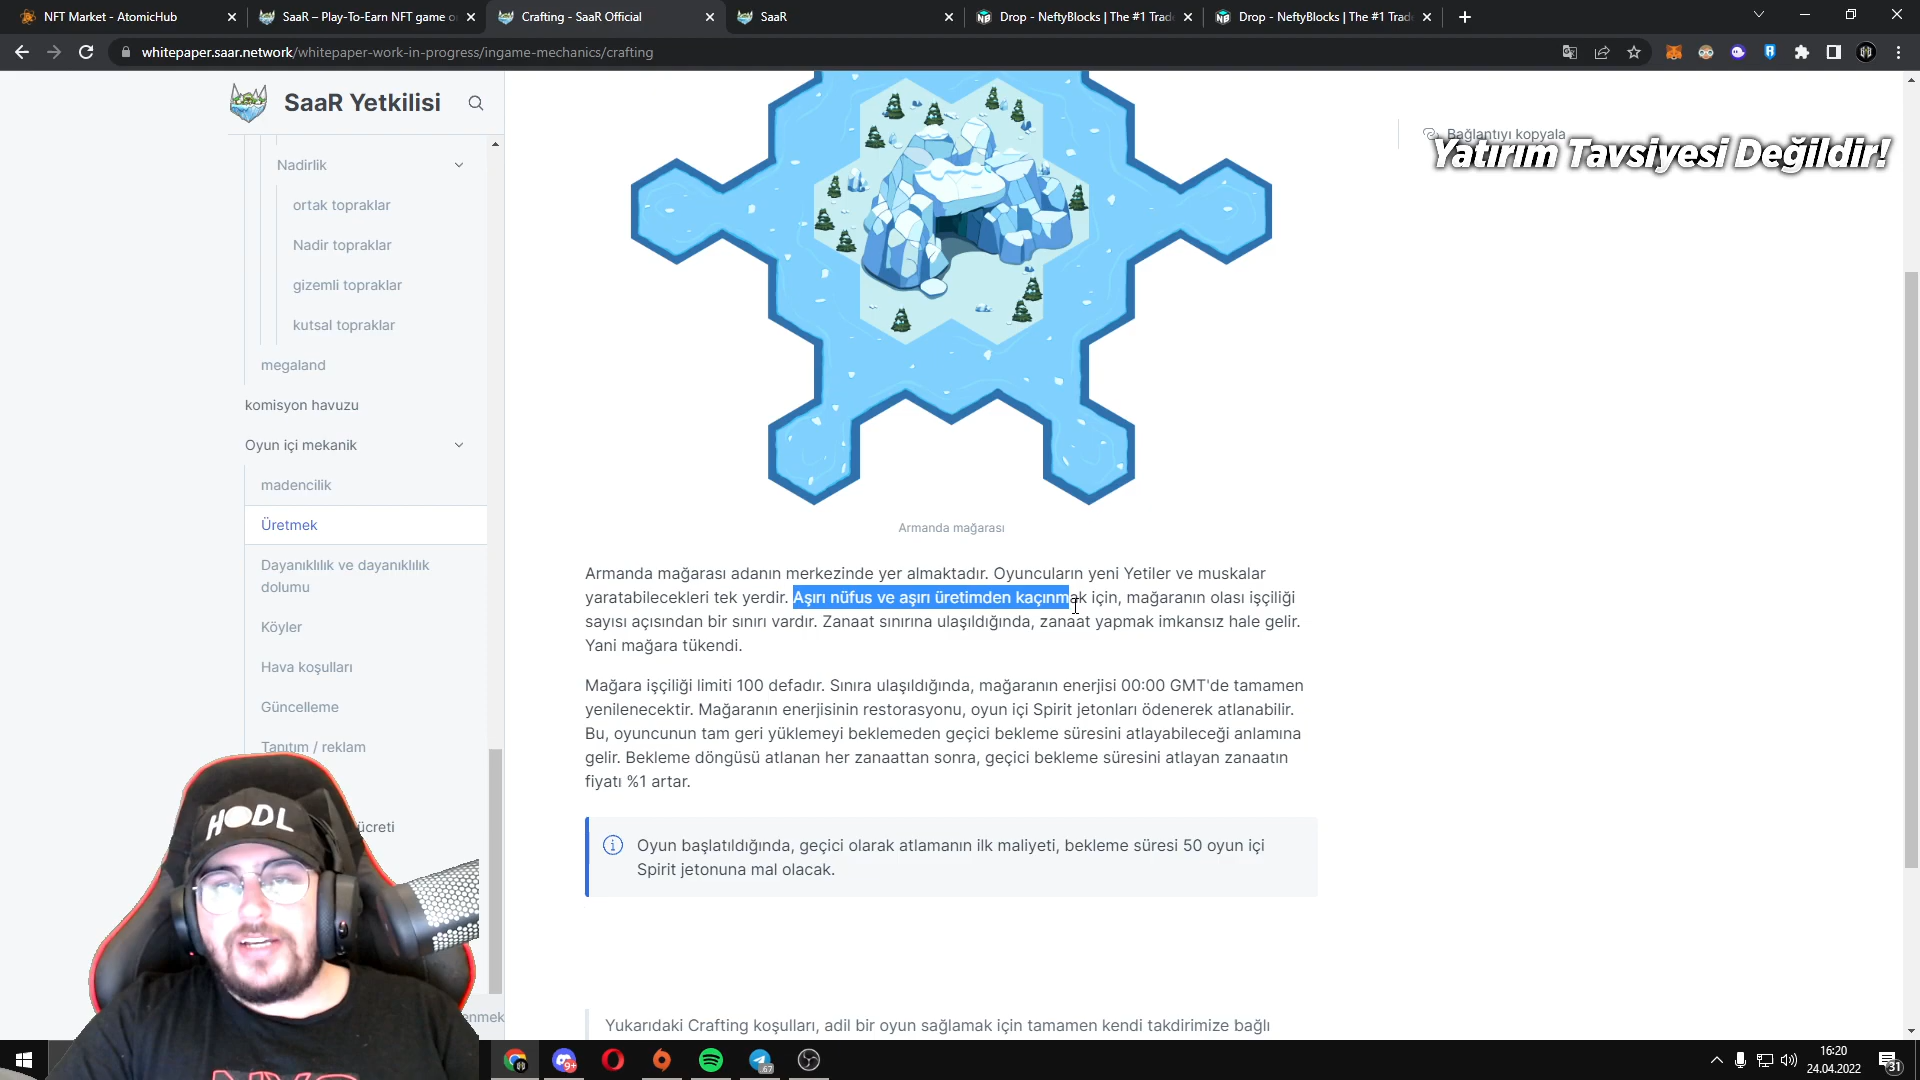 NFT Market - AtomicHub
SaaR – Play-To-Earn NFT game o
Crafting - SaaR Official
SaaR
Drop - NeftyBlocks | The #1 Trad
Drop - NeftyBlocks | The #1 Trad
whitepaper.saar.network/whitepaper-work-in-progress/ingame-mechanics/crafting
SaaR Yetkilisi
Bağlantıyı kopyala
Yatırım Tavsiyesi Değildir!
Nadirlik
ortak topraklar
Nadir topraklar
gizemli topraklar
kutsal topraklar
megaland
komisyon havuzu
Oyun içi mekanik
madencilik
Üretmek
Dayanıklılık ve dayanıklılık
dolumu
Köyler
Hava koşulları
Güncelleme
Tanıtım / reklam
ücreti
enmek
Armanda mağarası
Armanda mağarası adanın merkezinde yer almaktadır. Oyuncuların yeni Yetiler ve muskalar
yaratabilecekleri tek yerdir. Aşırı nüfus ve aşırı üretimden kaçınmak için, mağaranın olası işçiliği
sayısı açısından bir sınırı vardır. Zanaat sınırına ulaşıldığında, zanaat yapmak imkansız hale gelir.
Yani mağara tükendi.
Mağara işçiliği limiti 100 defadır. Sınıra ulaşıldığında, mağaranın enerjisi 00:00 GMT'de tamamen
yenilenecektir. Mağaranın enerjisinin restorasyonu, oyun içi Spirit jetonları ödenerek atlanabilir.
Bu, oyuncunun tam geri yüklemeyi beklemeden geçici bekleme süresini atlayabileceği anlamına
gelir. Bekleme döngüsü atlanan her zanaattan sonra, geçici bekleme süresini atlayan zanaatın
fiyatı %1 artar.
Oyun başlatıldığında, geçici olarak atlamanın ilk maliyeti, bekleme süresi 50 oyun içi
Spirit jetonuna mal olacak.
Yukarıdaki Crafting koşulları, adil bir oyun sağlamak için tamamen kendi takdirimize bağlı
HODL
9+
67
16:20
24.04.2022
31